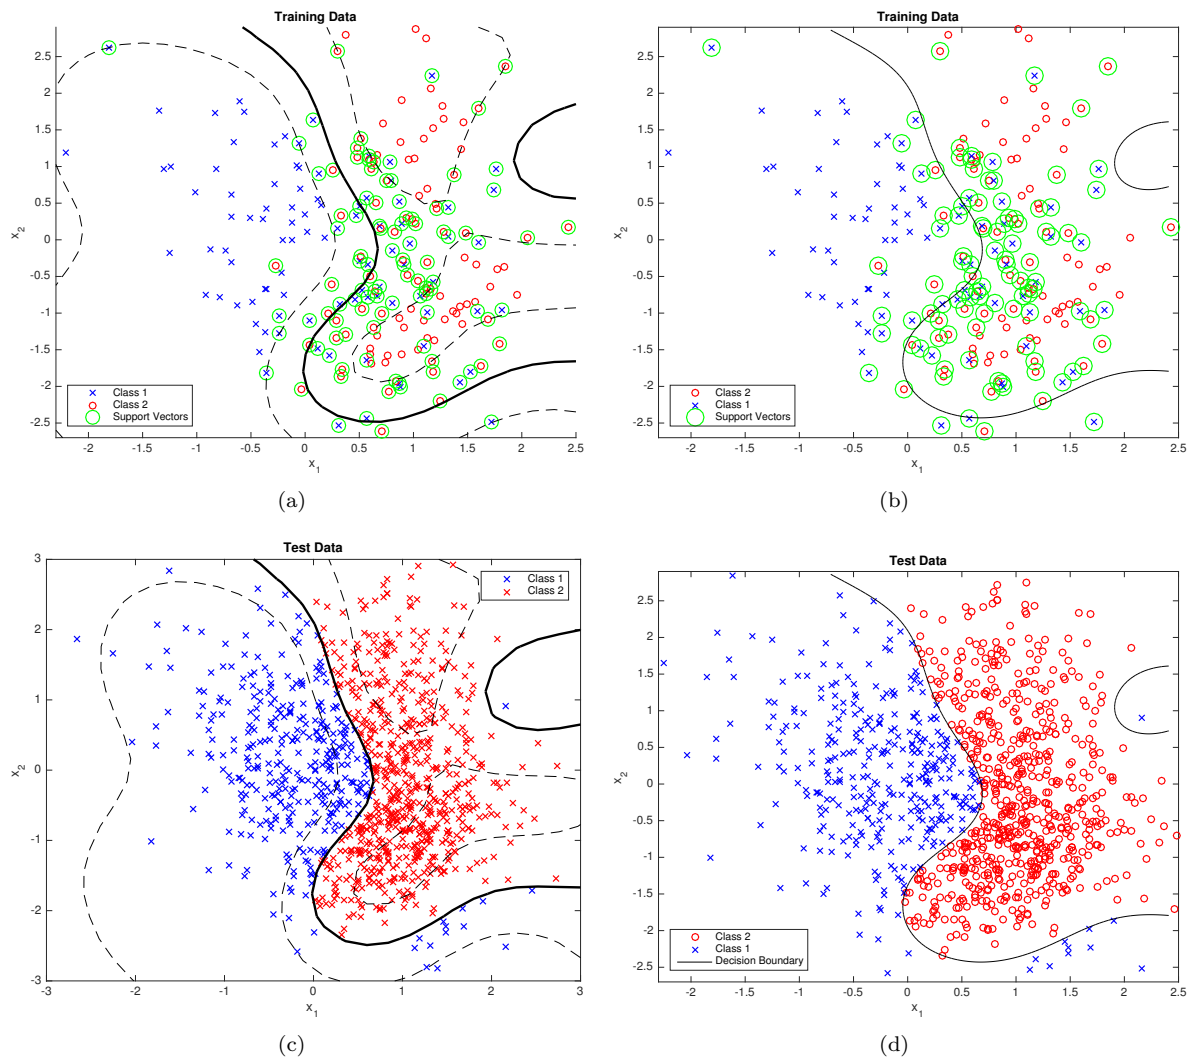 Training Data
2.5
2
1.5
1
0.5
0
-0.5
-1
-1.5
-2
-2.5
x2
Class 1
Class 2
Support Vectors
-2 -1.5 -1 -0.5 0 0.5 1 1.5 2 2.5
x1
(a)
Training Data
2.5
2
1.5
1
0.5
0
-0.5
-1
-1.5
-2
-2.5
x2
Class 2
Class 1
Support Vectors
-2 -1.5 -1 -0.5 0 0.5 1 1.5 2 2.5
x1
(b)
Test Data
3
2
1
0
-1
-2
-3
x2
Class 1
Class 2
-3 -2 -1 0 1 2 3
x1
(c)
Test Data
2.5
2
1.5
1
0.5
0
-0.5
-1
-1.5
-2
-2.5
x2
Class 2
Class 1
Decision Boundary
-2 -1.5 -1 -0.5 0 0.5 1 1.5 2 2.5
x1
(d)